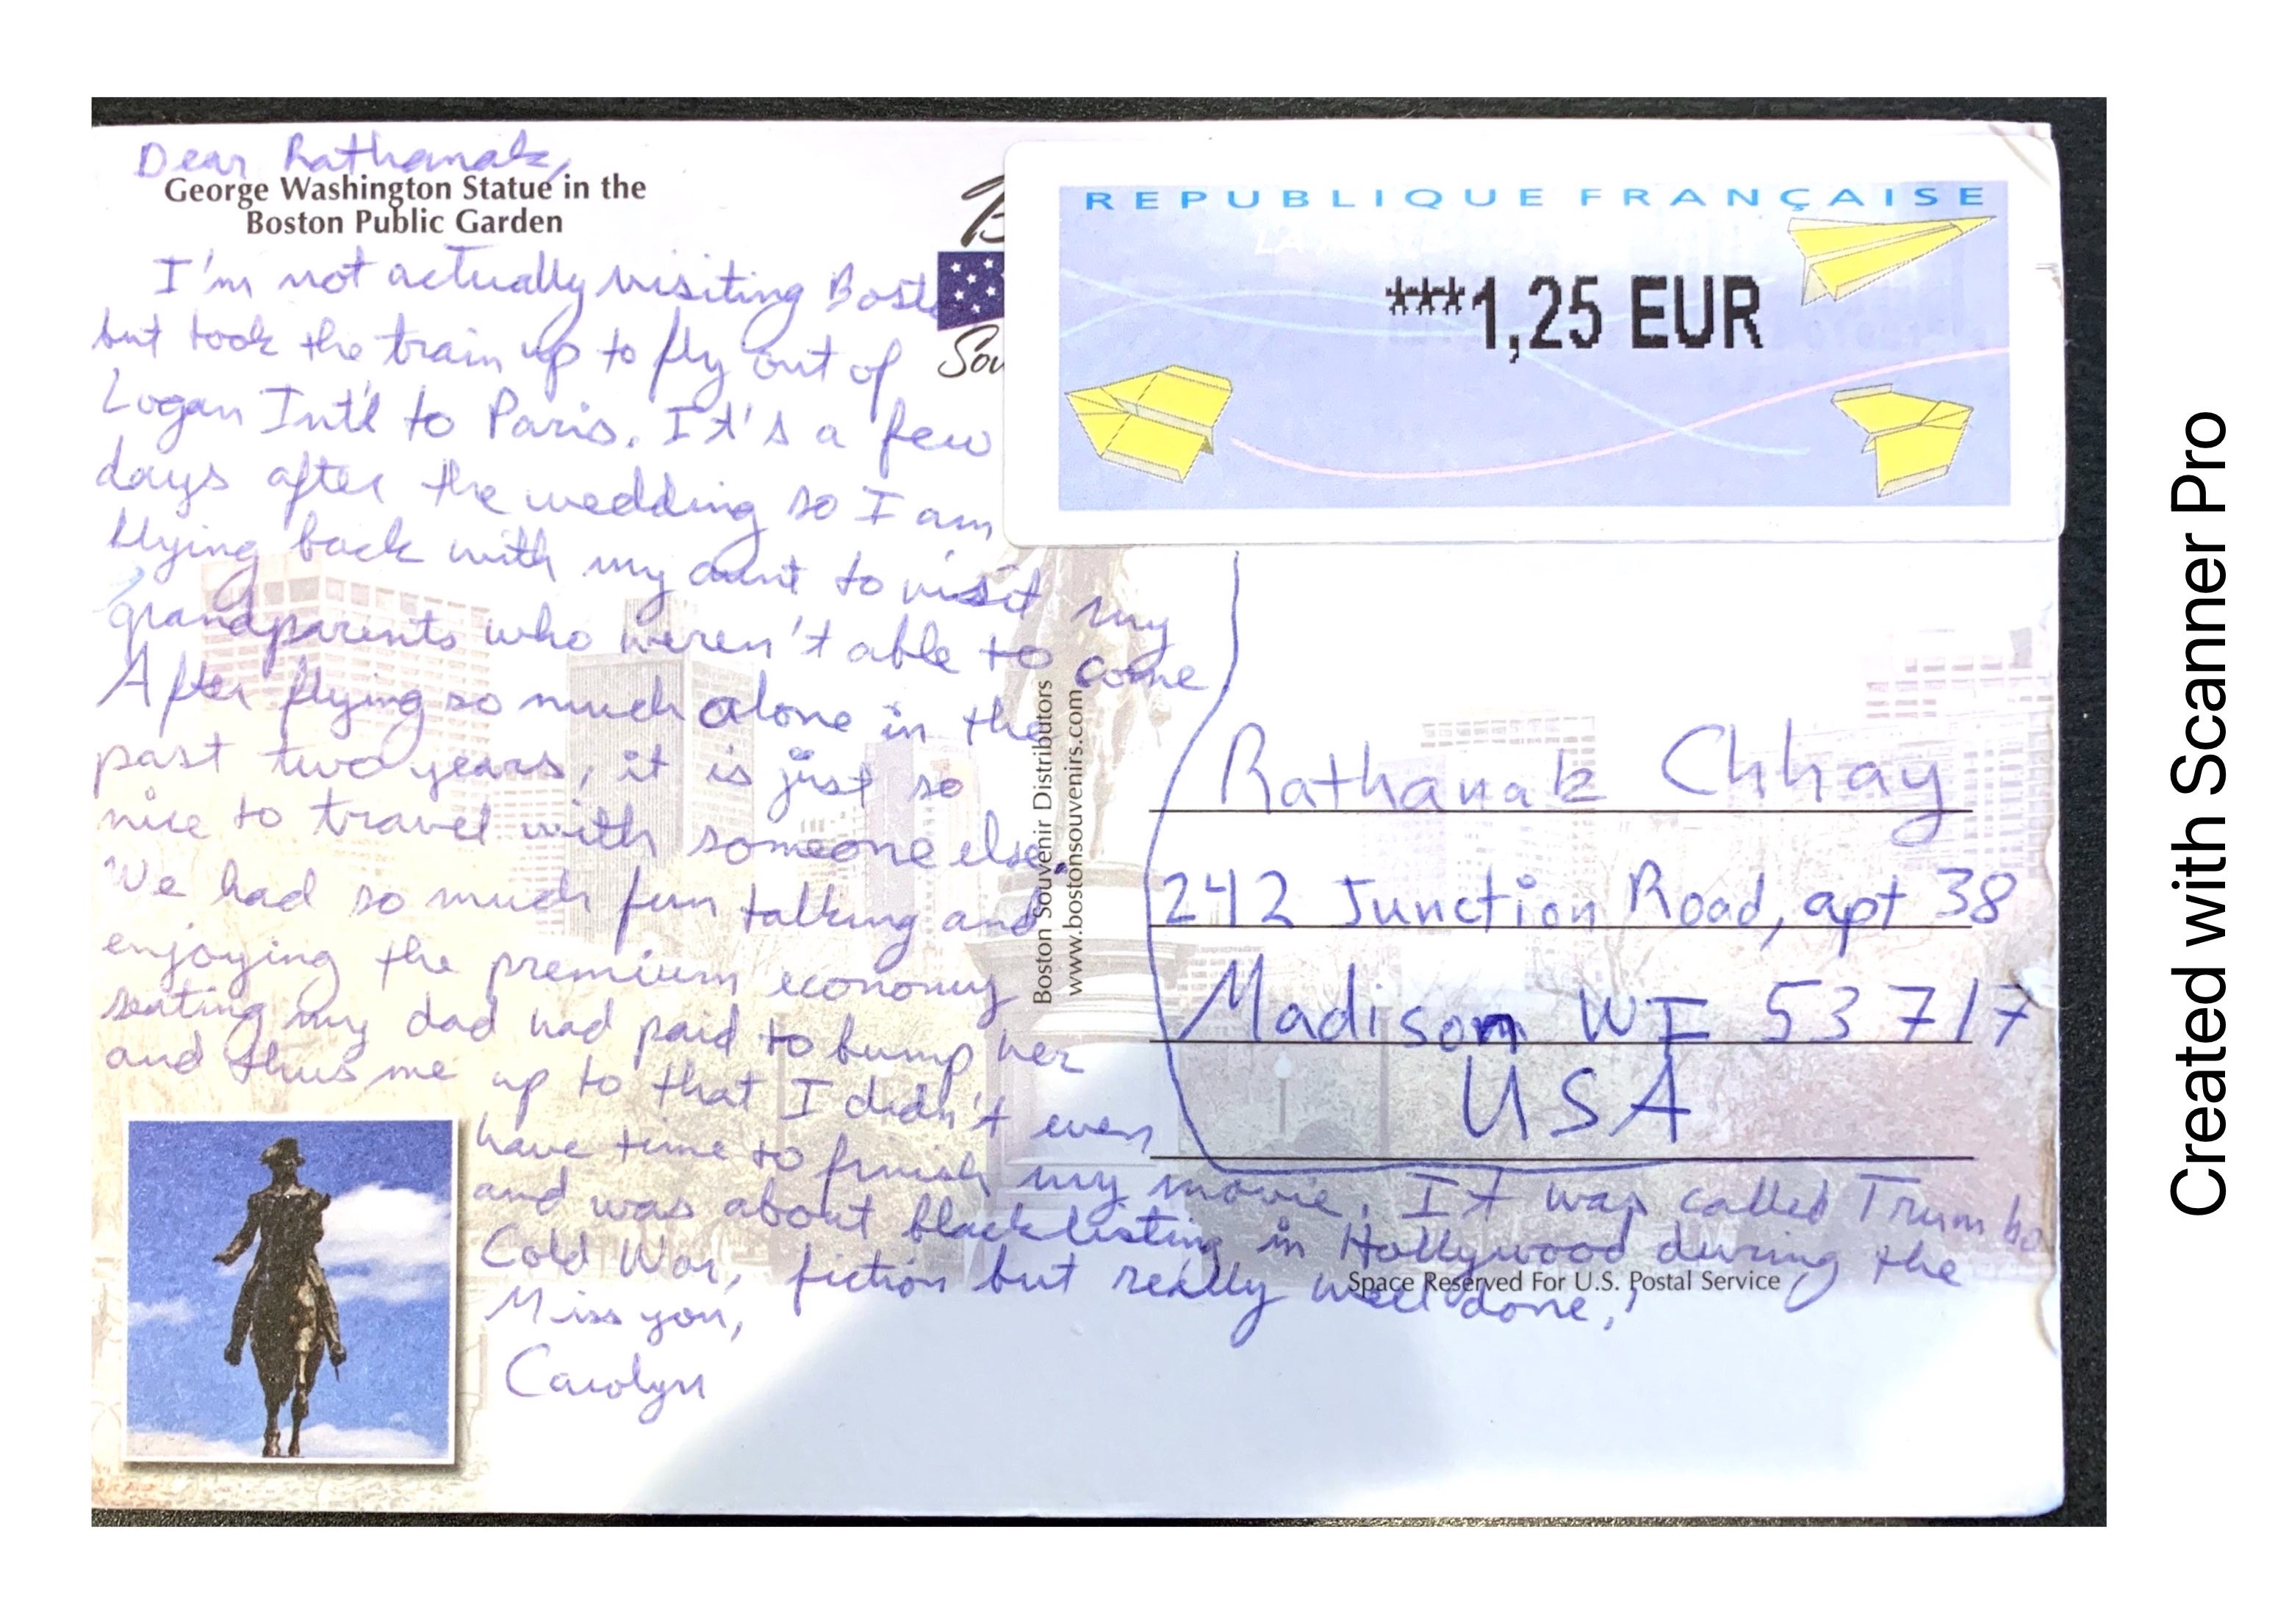 Dear Rathanak,
George Washington Statue in the
Boston Public Garden
I'm not actually visiting Bost
but took the train up to fly out of
Logan Int'l to Paris. It's a few
days after the wedding so I am
flying back with my aunt to visit my
grandparents who weren't able to come
After flying so much alone in the
past two years, it is just so
nice to travel with someone else.
We had so much fun talking and
enjoying the premium economy
seating my dad had paid to bump her
and thus me up to that I didn't even
have time to finish my movie. It was called Trumbo
and was about blacklisting in Hollywood during the
Cold War, fiction but really well done!
Miss you,
Carolyn
B
Sou
REPUBLIQUE FRANÇAISE
LA
***1,25 EUR
Boston Souvenir Distributors
www.bostonsouvenirs.com
Rathanak Chhay
242 Junction Road, apt 38
Madison WI 53717
USA
Space Reserved For U.S. Postal Service
Created with Scanner Pro